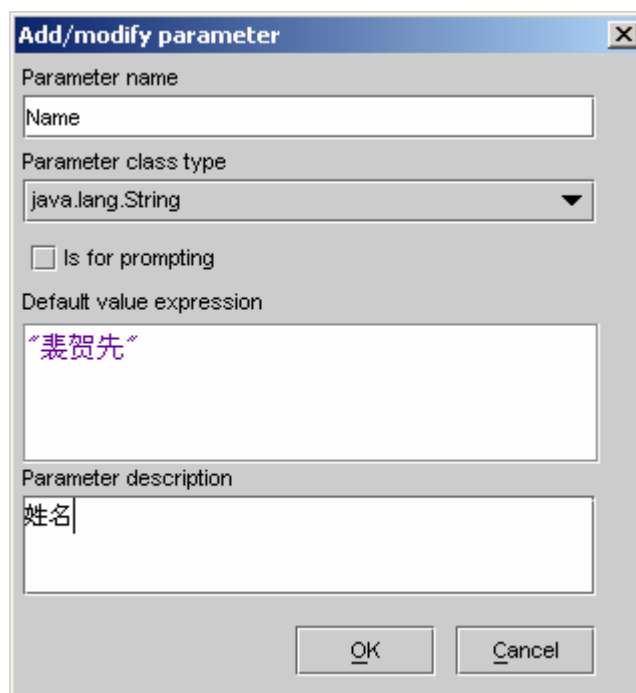 Add/modify parameter
Parameter name
Name
Parameter class type
java.lang.String
Is for prompting
Default value expression
"裴贺先"
Parameter description
姓名
OK
Cancel